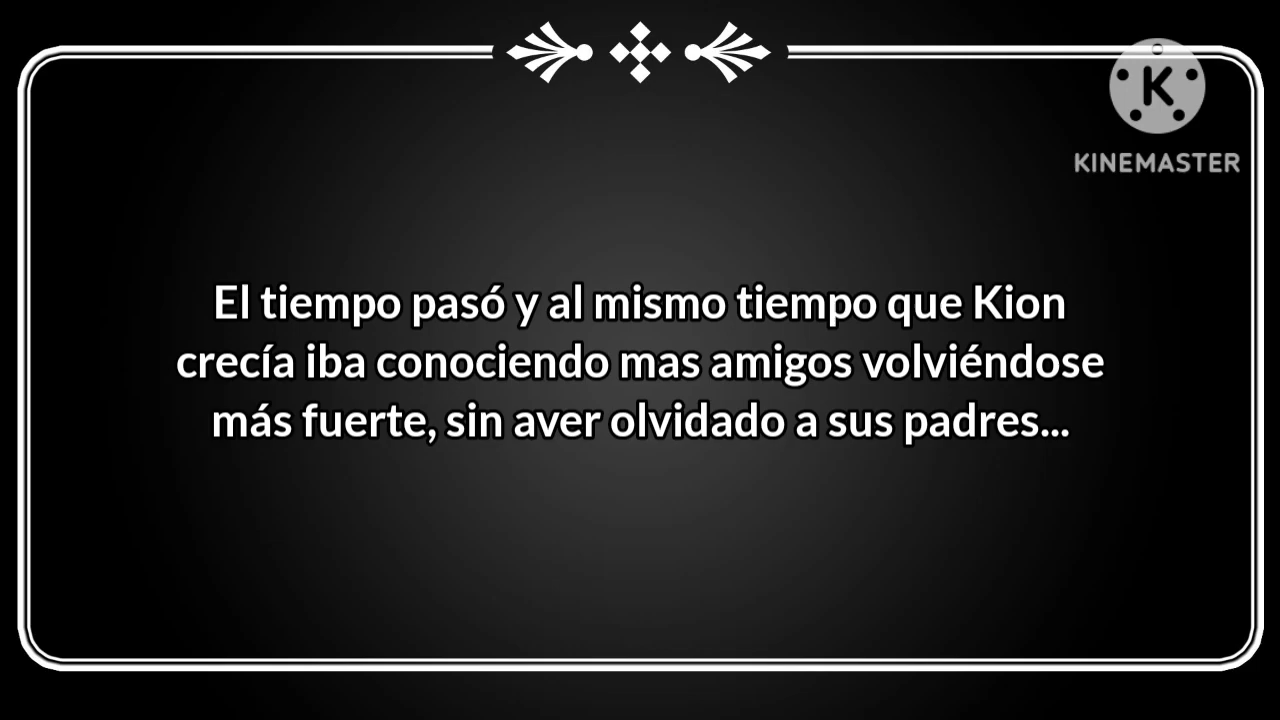 K
KINEMASTER
El tiempo pasó y al mismo tiempo que Kion
crecía iba conociendo mas amigos volviéndose
más fuerte, sin aver olvidado a sus padres...